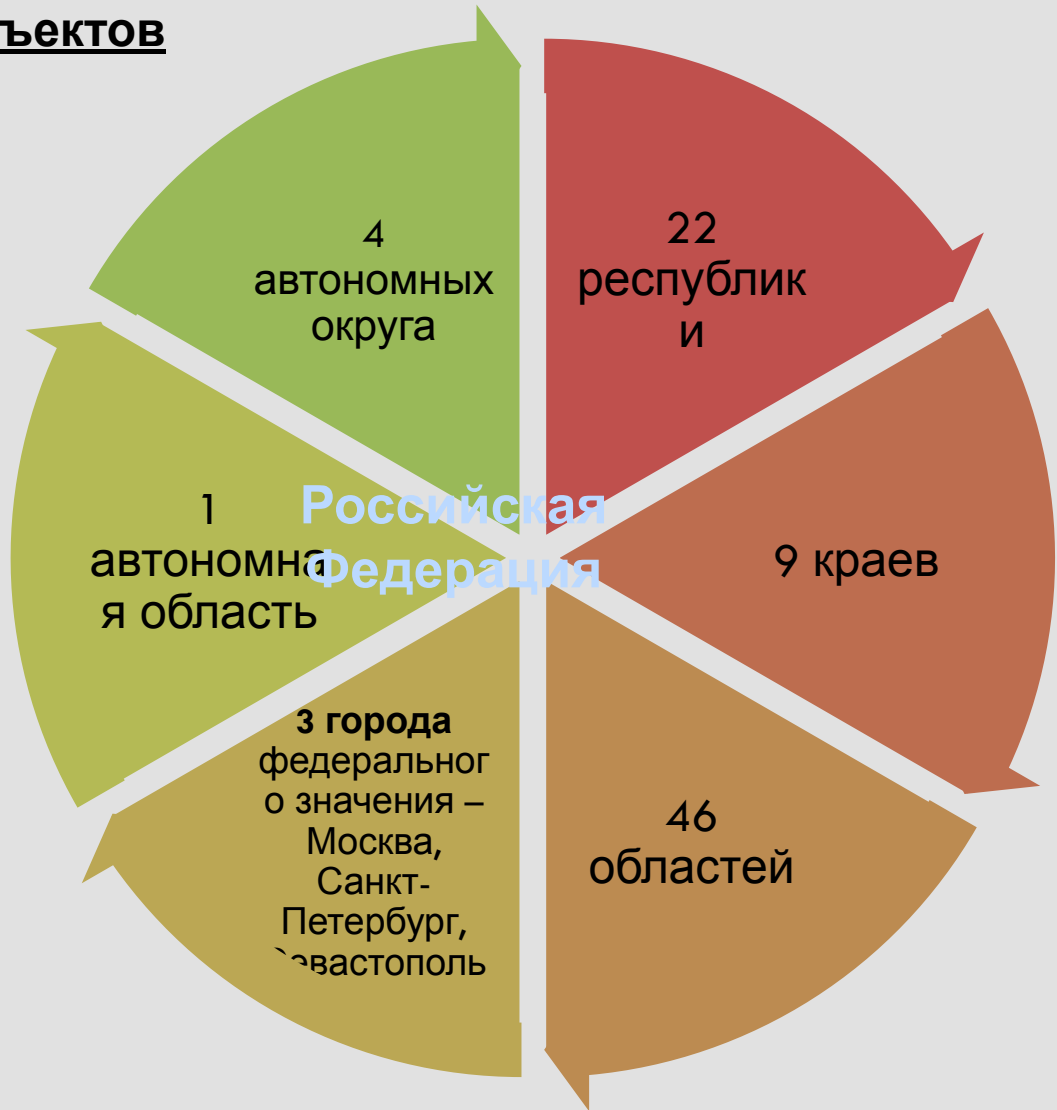 ъектов
4
автономных
округа
22
республик
и
Российская
Федерация
1
автономна
я область
9 краев
3 города
федеральног
о значения –
Москва,
Санкт-
Петербург,
Севастополь
46
областей